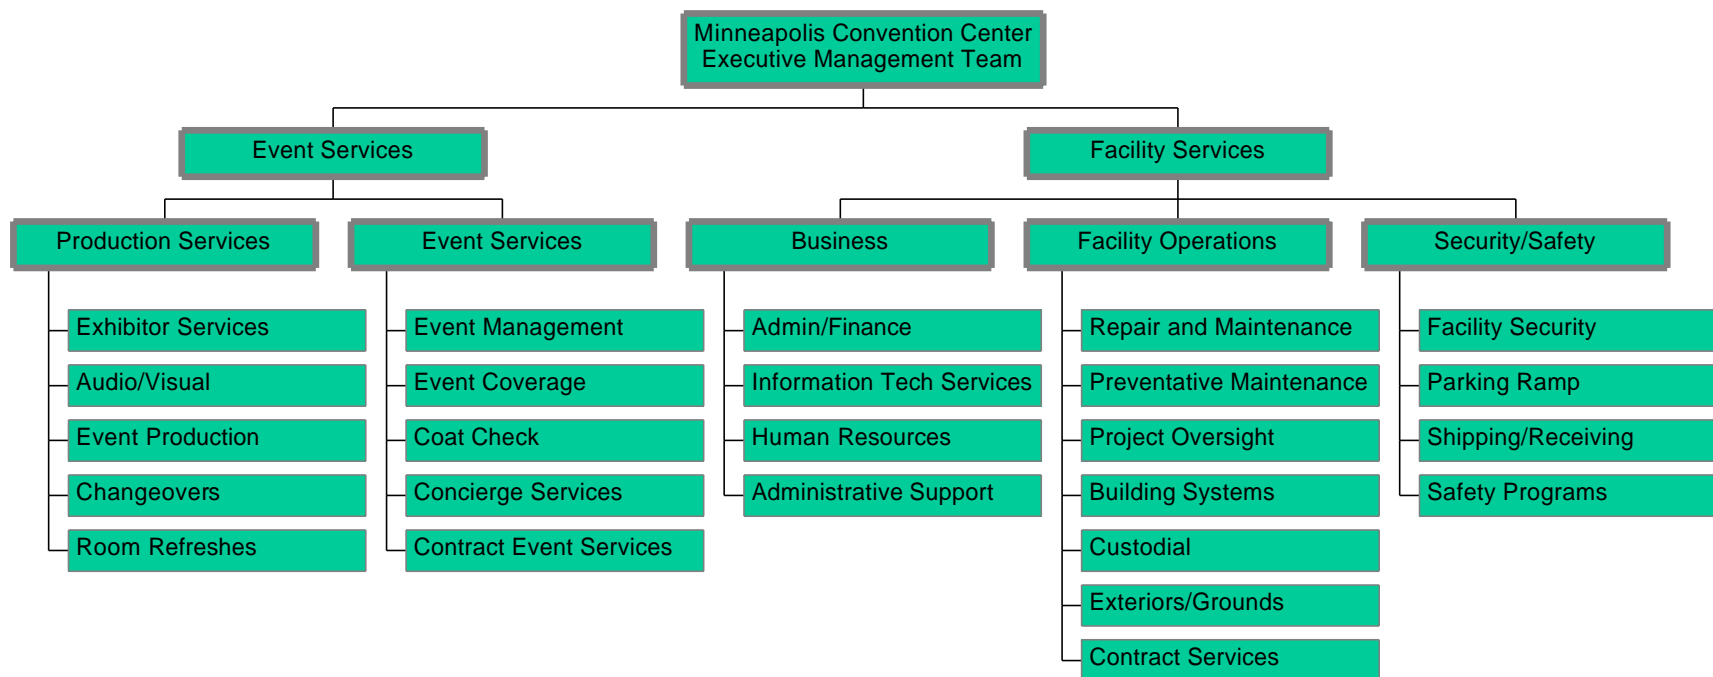 Minneapolis Convention Center
Executive Management Team
Event Services
Facility Services
Production Services
Event Services
Business
Facility Operations
Security/Safety
Exhibitor Services
Audio/Visual
Event Production
Changeovers
Room Refreshes
Event Management
Event Coverage
Coat Check
Concierge Services
Contract Event Services
Admin/Finance
Information Tech Services
Human Resources
Administrative Support
Repair and Maintenance
Preventative Maintenance
Project Oversight
Building Systems
Custodial
Exteriors/Grounds
Contract Services
Facility Security
Parking Ramp
Shipping/Receiving
Safety Programs